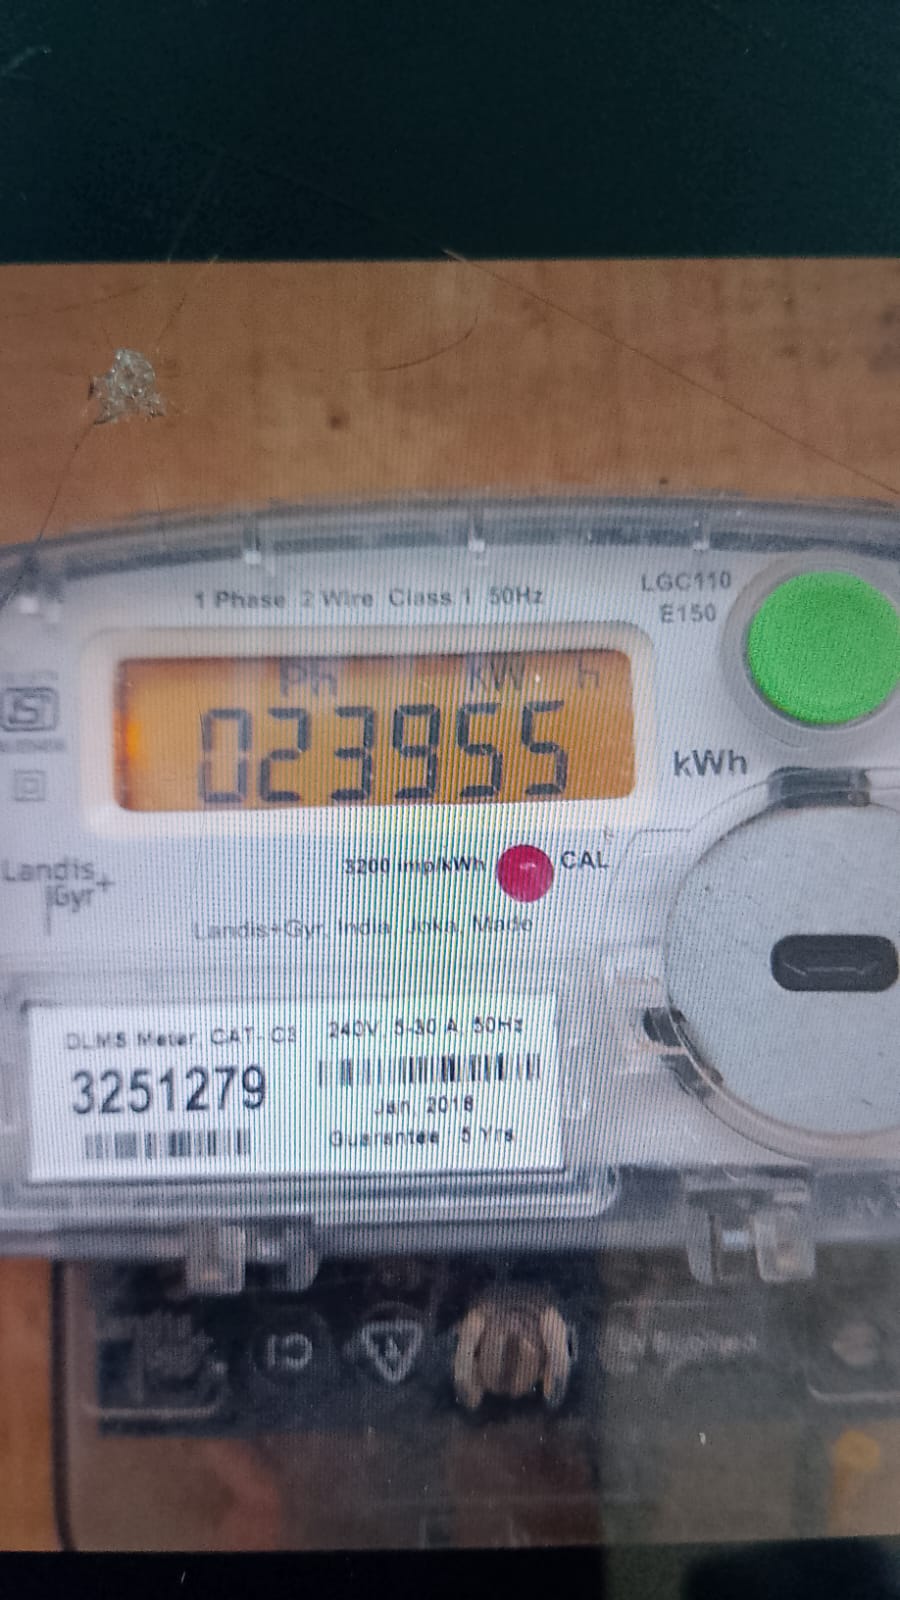 1 Phase 2 Wire Class 1 50Hz
LGC110
E150
Ph kW h
023955
kWh
3200 imp/kWh
CAL
Landis
Gyr+
Landis+Gyr, India, Joka, Made
DLMS Meter, CAT- C3 240V, 5-30 A, 50Hz
3251279
Jan, 2018
Guarantee 5 Yrs